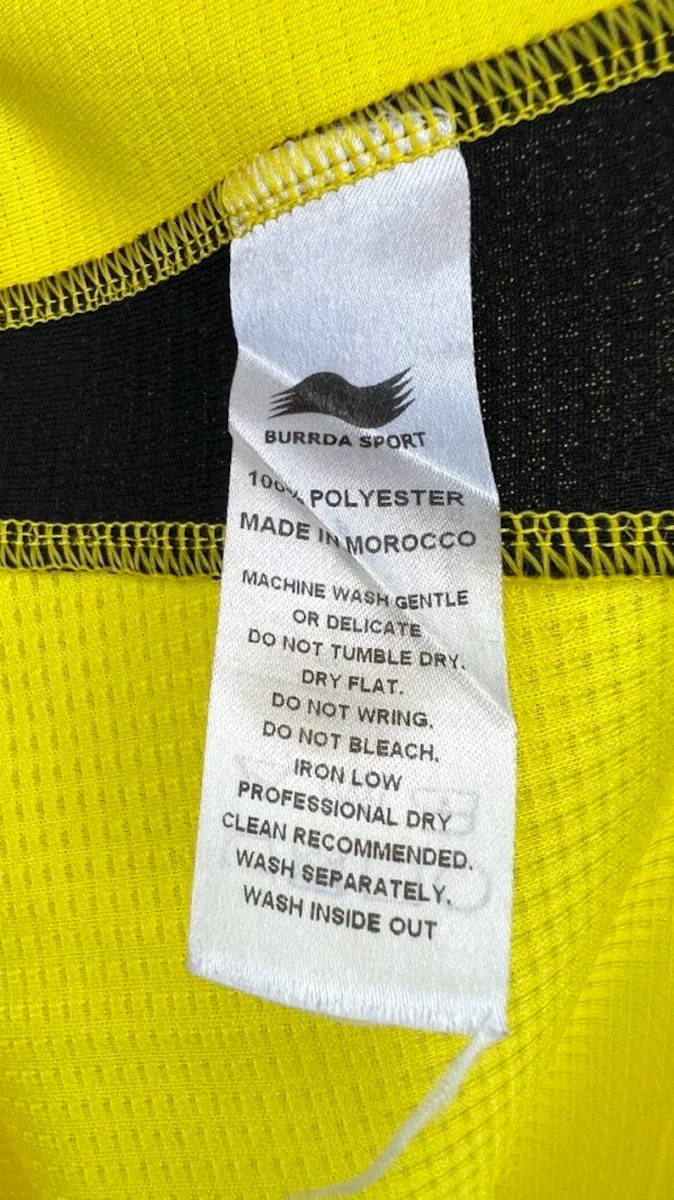 BURRDA SPORT
100% POLYESTER
MADE IN MOROCCO
MACHINE WASH GENTLE
OR DELICATE
DO NOT TUMBLE DRY.
DRY FLAT.
DO NOT WRING.
DO NOT BLEACH.
IRON LOW
PROFESSIONAL DRY
CLEAN RECOMMENDED.
WASH SEPARATELY.
WASH INSIDE OUT